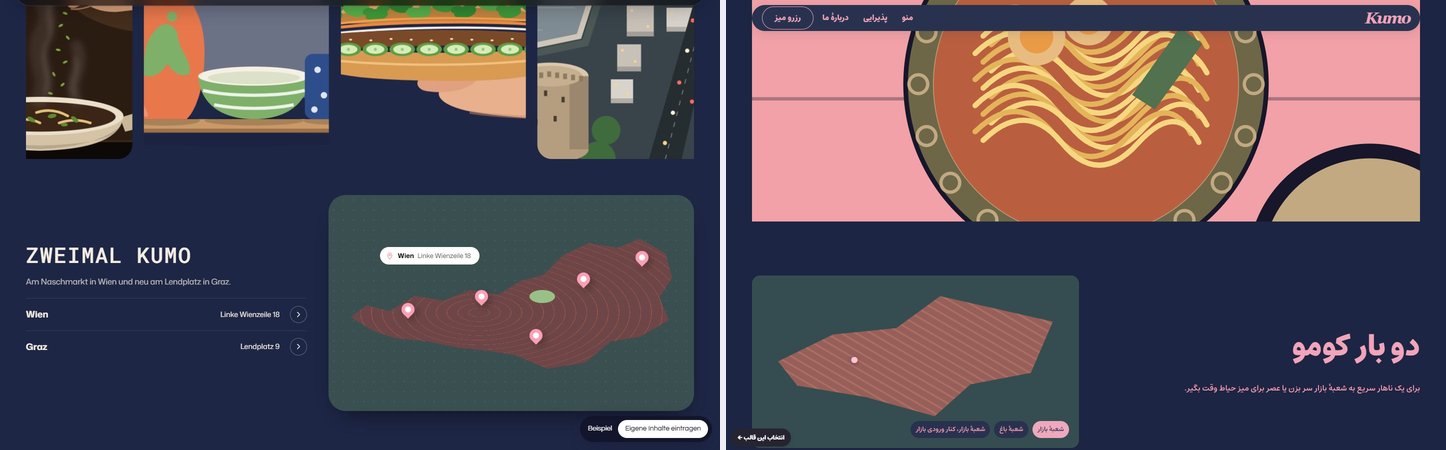 ZWEIMAL KUMO
Am Naschmarkt in Wien und neu am Lendplatz in Graz.
Wien Linke Wienzeile 18
Graz Lendplatz 9
Wien Linke Wienzeile 18
Beispiel Eigene Inhalte eintragen
Kumo
منو پذیرایی دربارهٔ ما رزرو میز
دو بار کومو
برای یک ناهار سریع به شعبهٔ بازار سر بزن یا عصر برای میز حیاط وقت بگیر.
شعبهٔ بازار شعبهٔ باغ شعبهٔ بازار، کنار ورودی بازار
انتخاب این قالب ←